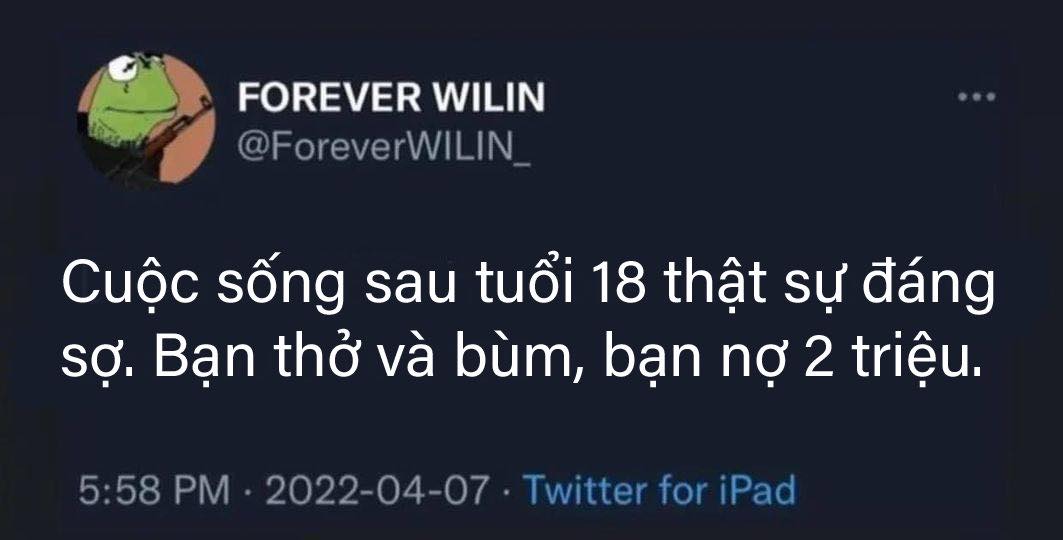 FOREVER WILIN
@ForeverWILIN_
Cuộc sống sau tuổi 18 thật sự đáng
sợ. Bạn thở và bùm, bạn nợ 2 triệu.
5:58 PM · 2022-04-07 · Twitter for iPad